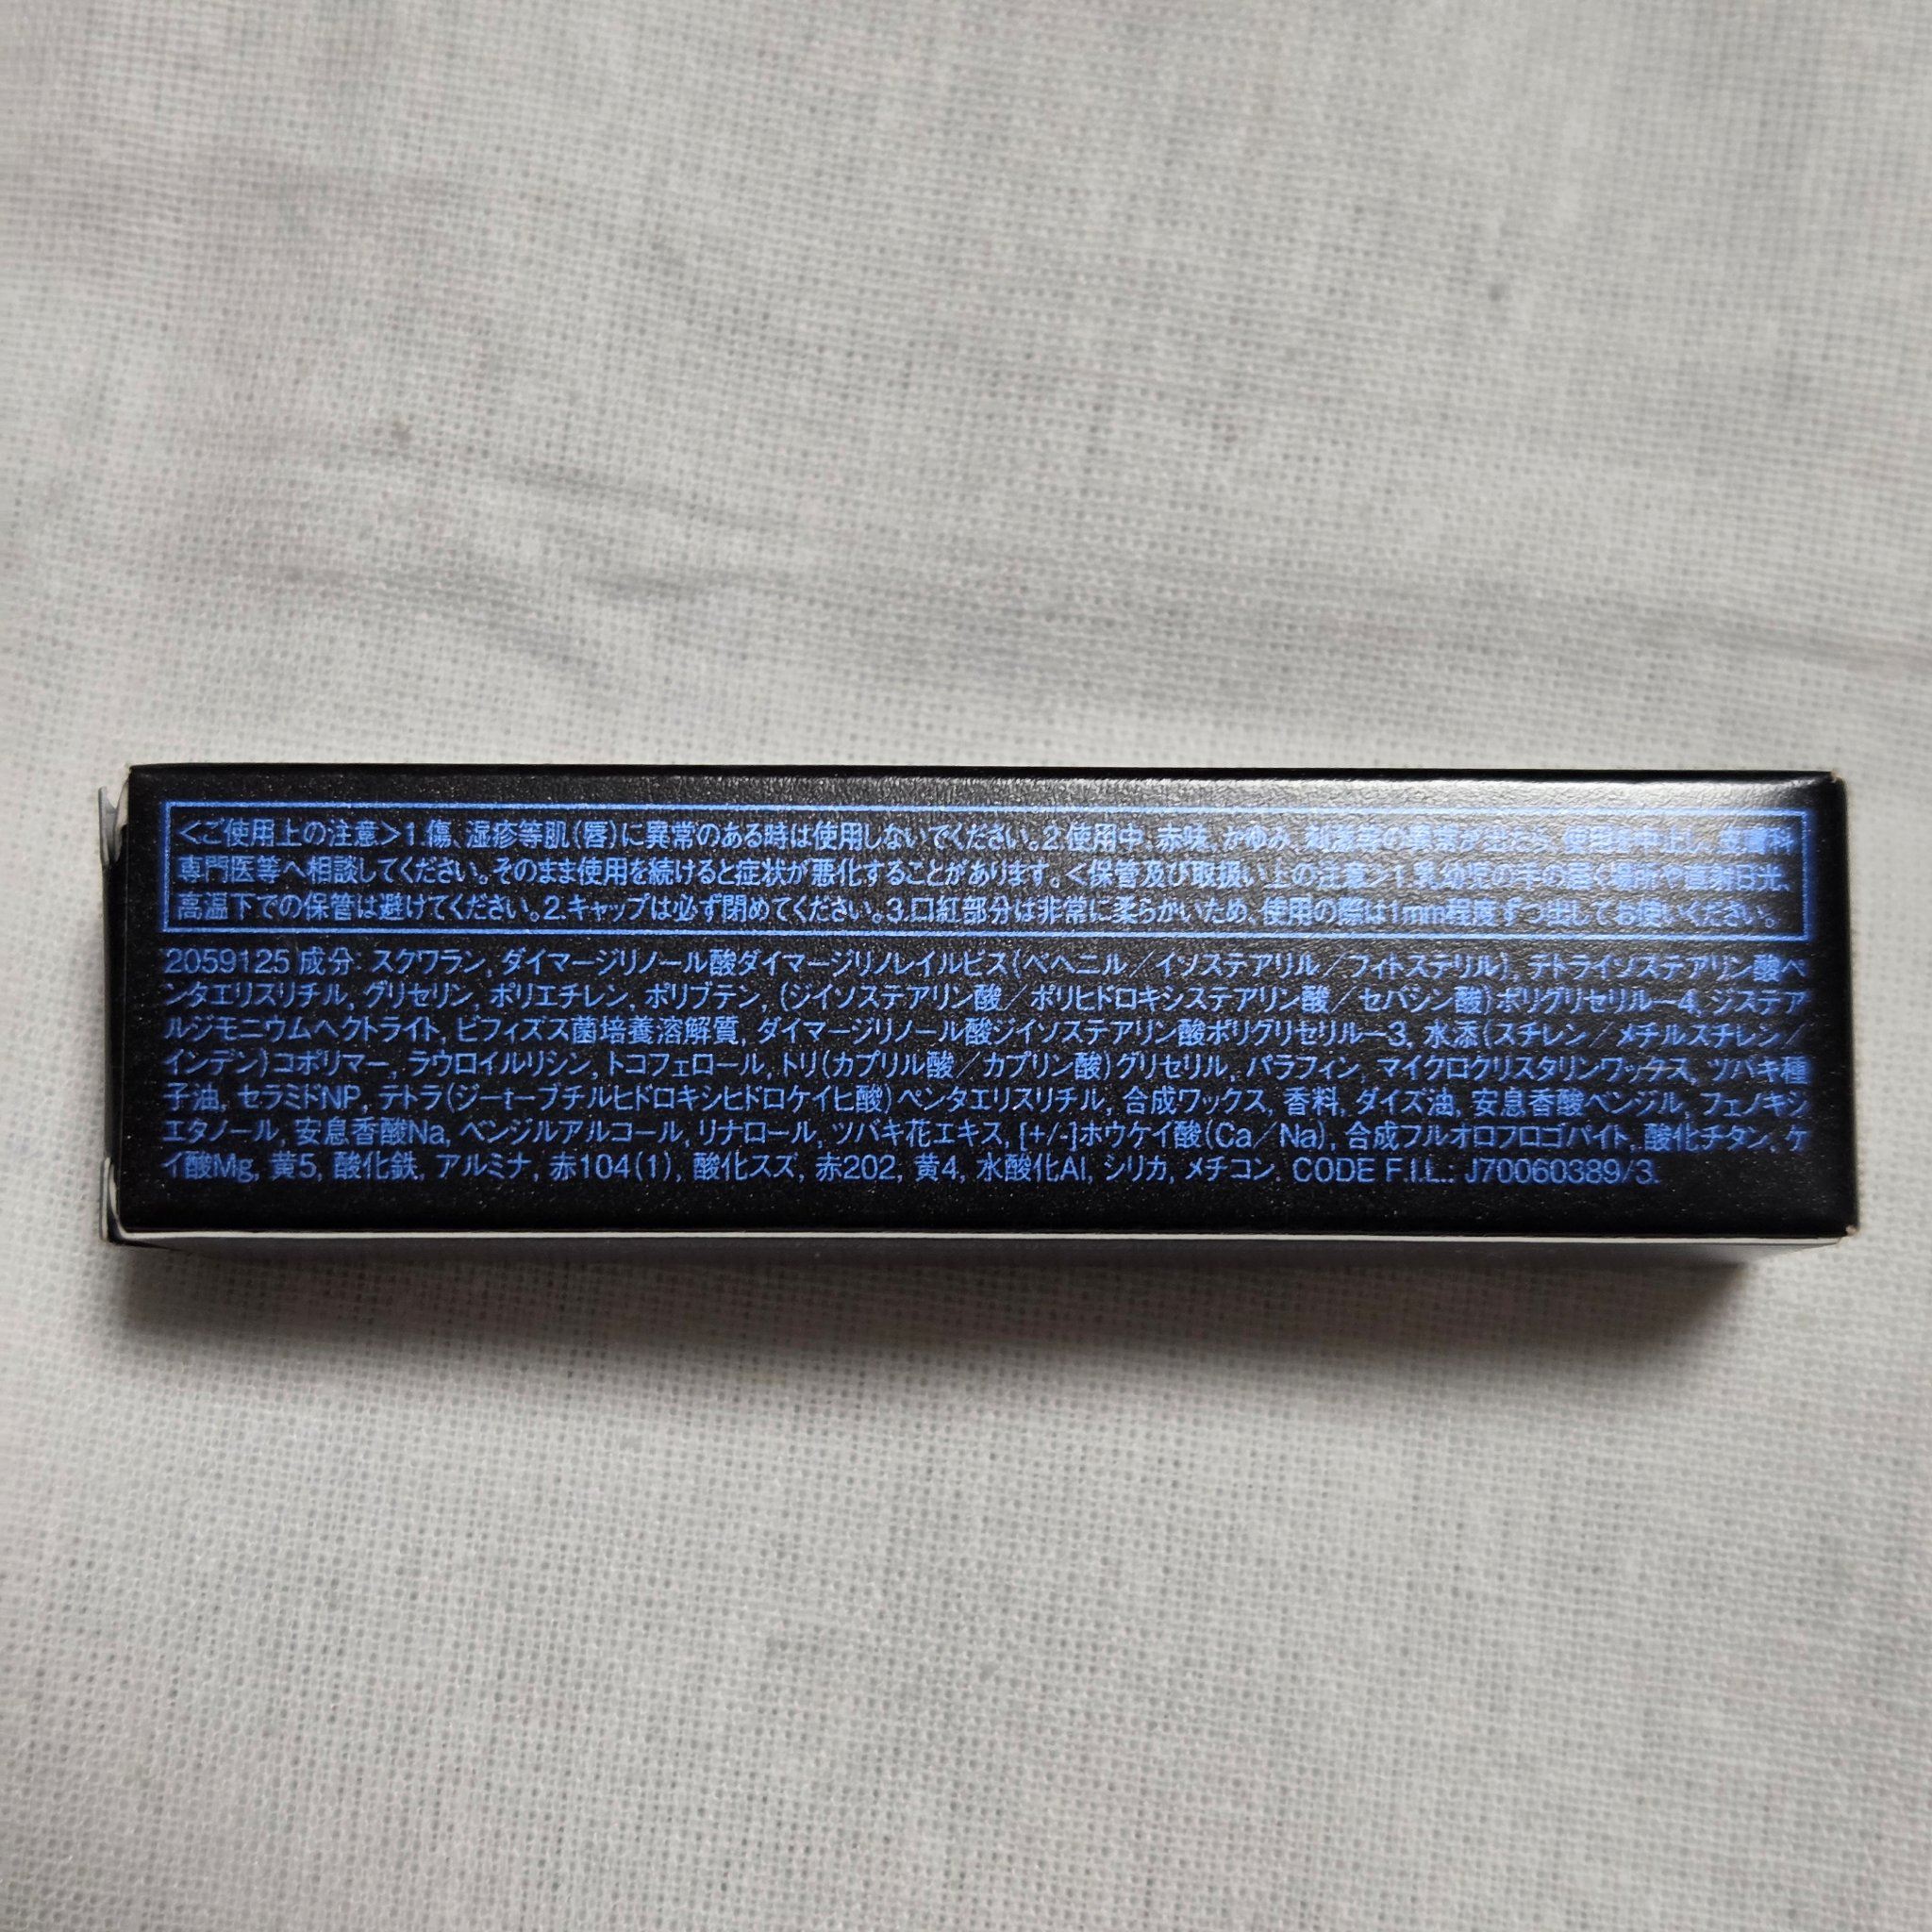 <ご使用上の注意>1.傷、湿疹等肌(唇)に異常のある時は使用しないでください。2.使用中、赤味、かゆみ、刺激等の異常が出たら、使用を中止し、皮膚科
専門医等へ相談してください。そのまま使用を続けると症状が悪化することがあります。<保管及び取扱い上の注意>1.乳幼児の手の届く場所や直射日光、
高温下での保管は避けてください。2.キャップは必ず閉めてください。3.口紅部分は非常に柔らかいため、使用の際は1mm程度ずつ出してお使いください。
2059125 成分: スクワラン, ダイマージリノール酸ダイマージリノレイルビス(ベヘニル/イソステアリル/フィトステリル), テトライソステアリン酸ペ
ンタエリスリチル, グリセリン, ポリエチレン, ポリブテン, (ジイソステアリン酸/ポリヒドロキシステアリン酸/セバシン酸)ポリグリセリル-4, ジステア
ルジモニウムヘクトライト, ビフィズス菌培養溶解質, ダイマージリノール酸ジイソステアリン酸ポリグリセリル-3, 水添(スチレン/メチルスチレン/
インデン)コポリマー, ラウロイルリシン, トコフェロール, トリ(カプリル酸/カプリン酸)グリセリル, パラフィン, マイクロクリスタリンワックス, ツバキ種
子油, セラミドNP, テトラ(ジ-t-ブチルヒドロキシヒドロケイヒ酸)ペンタエリスリチル, 合成ワックス, 香料, ダイズ油, 安息香酸ベンジル, フェノキシ
エタノール, 安息香酸Na, ベンジルアルコール, リナロール, ツバキ花エキス, [+/-]ホウケイ酸(Ca/Na), 合成フルオロフロゴパイト, 酸化チタン, ケ
イ酸Mg, 黄5, 酸化鉄, アルミナ, 赤104(1), 酸化スズ, 赤202, 黄4, 水酸化Al, シリカ, メチコン. CODE F.I.L.: J70060389/3.